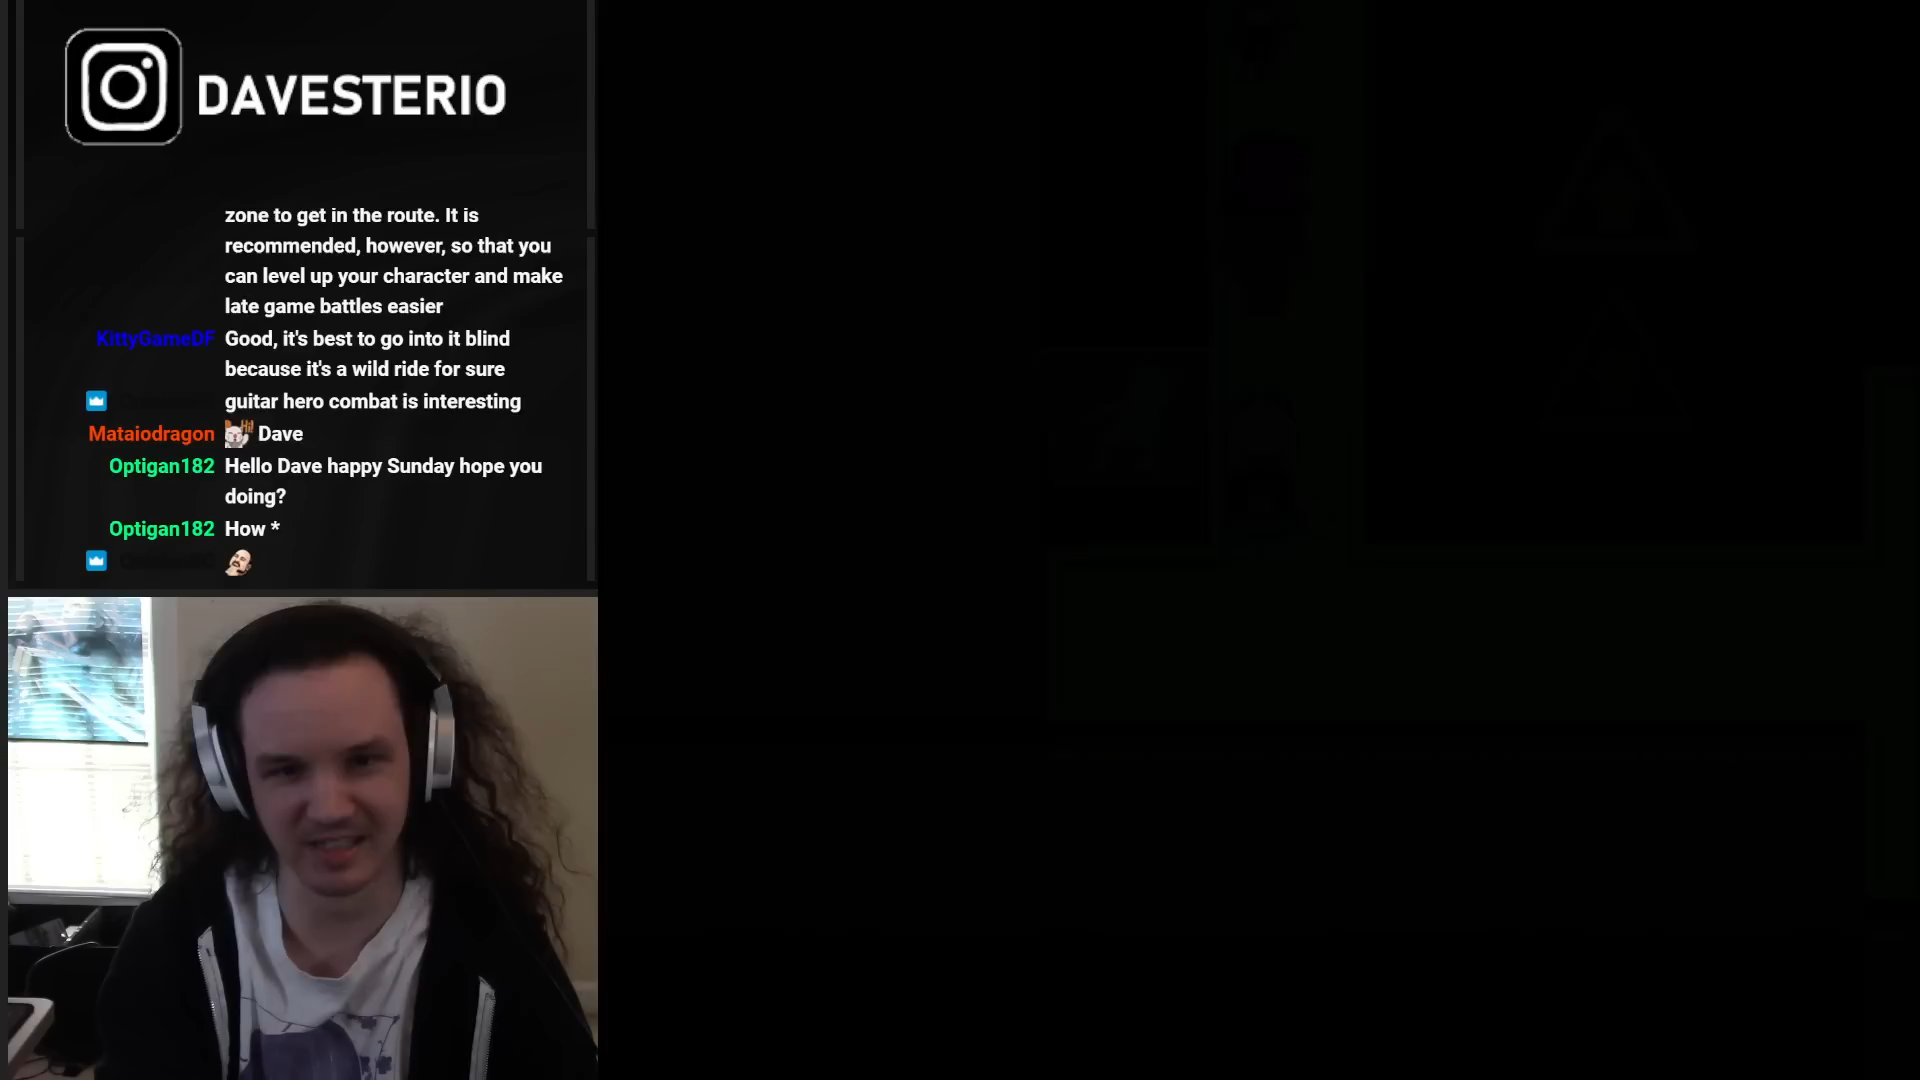 DAVESTERIO
zone to get in the route. It is
recommended, however, so that you
can level up your character and make
late game battles easier
KittyGameDF Good, it's best to go into it blind
because it's a wild ride for sure
guitar hero combat is interesting
Mataiodragon Hi! Dave
Optigan182 Hello Dave happy Sunday hope you
doing?
Optigan182 How *